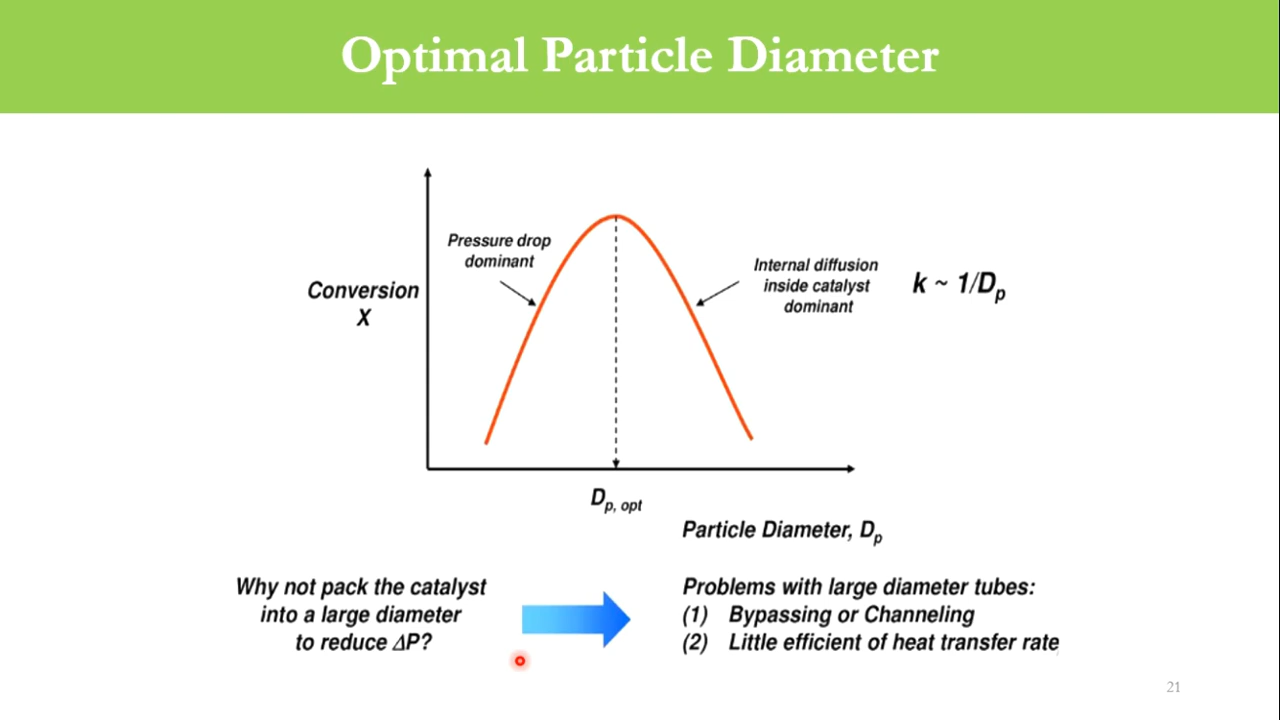 Optimal Particle Diameter
Pressure drop
dominant
Internal diffusion
inside catalyst
dominant
k ~ 1/Dp
Conversion
X
Dp, opt
Particle Diameter, Dp
Why not pack the catalyst
into a large diameter
to reduce ΔP?
Problems with large diameter tubes:
(1) Bypassing or Channeling
(2) Little efficient of heat transfer rate
21